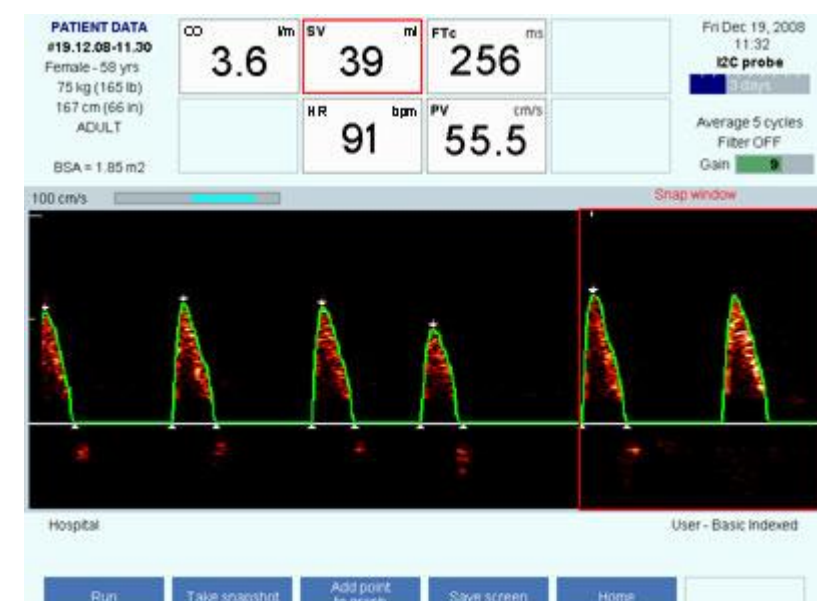 PATIENT DATA
#19.12.08-11.30
Female - 58 yrs
75 kg (165 lb)
167 cm (66 in)
ADULT
BSA = 1.85 m2
CO l/m
3.6
SV ml
39
FTc ms
256
HR bpm
91
PV cm/s
55.5
Fri Dec 19, 2008
11:32
I2C probe
3 days
Average 5 cycles
Filter OFF
Gain 9
100 cm/s
Snap window
Hospital
User - Basic Indexed
Run
Take snapshot
Add point
to graph
Save screen
Home